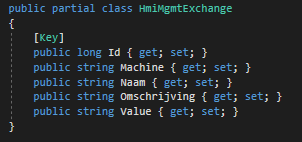 public partial class HmiMgmtExchange
{
[Key]
public long Id { get; set; }
public string Machine { get; set; }
public string Naam { get; set; }
public string Omschrijving { get; set; }
public string Value { get; set; }
}